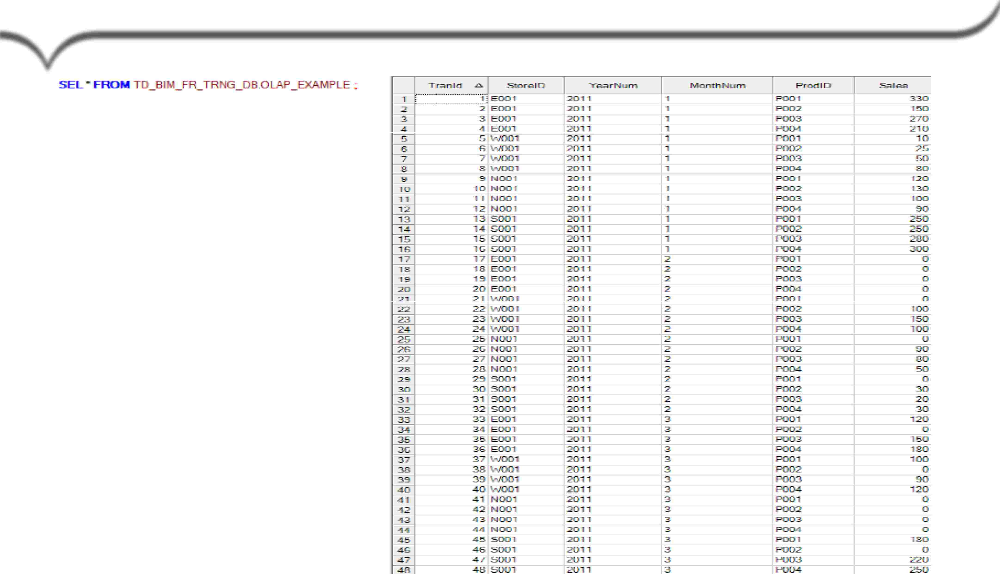 SEL * FROM TD_BIM_FR_TRNG_DB.OLAP_EXAMPLE ;
TranId StoreID YearNum MonthNum ProdID Sales
1 1 E001 2011 1 P001 330
2 2 E001 2011 1 P002 150
3 3 E001 2011 1 P003 270
4 4 E001 2011 1 P004 210
5 5 W001 2011 1 P001 10
6 6 W001 2011 1 P002 25
7 7 W001 2011 1 P003 50
8 8 W001 2011 1 P004 80
9 9 N001 2011 1 P001 120
10 10 N001 2011 1 P002 130
11 11 N001 2011 1 P003 100
12 12 N001 2011 1 P004 90
13 13 S001 2011 1 P001 250
14 14 S001 2011 1 P002 250
15 15 S001 2011 1 P003 280
16 16 S001 2011 1 P004 300
17 17 E001 2011 2 P001 0
18 18 E001 2011 2 P002 0
19 19 E001 2011 2 P003 0
20 20 E001 2011 2 P004 0
21 21 W001 2011 2 P001 0
22 22 W001 2011 2 P002 100
23 23 W001 2011 2 P003 150
24 24 W001 2011 2 P004 100
25 25 N001 2011 2 P001 0
26 26 N001 2011 2 P002 90
27 27 N001 2011 2 P003 80
28 28 N001 2011 2 P004 50
29 29 S001 2011 2 P001 0
30 30 S001 2011 2 P002 30
31 31 S001 2011 2 P003 20
32 32 S001 2011 2 P004 30
33 33 E001 2011 3 P001 120
34 34 E001 2011 3 P002 0
35 35 E001 2011 3 P003 150
36 36 E001 2011 3 P004 180
37 37 W001 2011 3 P001 100
38 38 W001 2011 3 P002 0
39 39 W001 2011 3 P003 90
40 40 W001 2011 3 P004 120
41 41 N001 2011 3 P001 0
42 42 N001 2011 3 P002 0
43 43 N001 2011 3 P003 0
44 44 N001 2011 3 P004 0
45 45 S001 2011 3 P001 180
46 46 S001 2011 3 P002 0
47 47 S001 2011 3 P003 220
48 48 S001 2011 3 P004 250